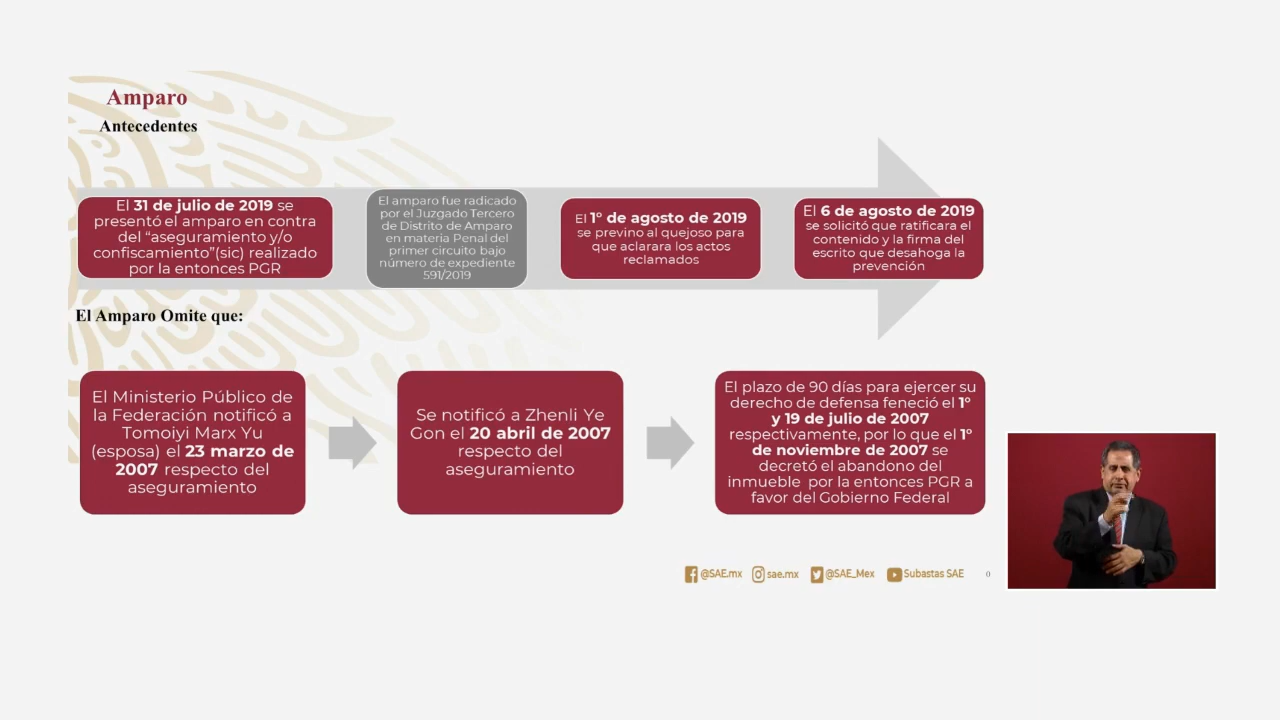 Amparo
Antecedentes
El 31 de julio de 2019 se
presentó el amparo en contra
del “aseguramiento y/o
confiscamiento”(sic) realizado
por la entonces PGR
El amparo fue radicado
por el Juzgado Tercero
de Distrito de Amparo
en materia Penal del
primer circuito bajo
número de expediente
591/2019
El 1° de agosto de 2019
se previno al quejoso para
que aclarara los actos
reclamados
El 6 de agosto de 2019
se solicitó que ratificara el
contenido y la firma del
escrito que desahoga la
prevención
El Amparo Omite que:
El Ministerio Público de
la Federación notificó a
Tomoiyi Marx Yu
(esposa) el 23 marzo de
2007 respecto del
aseguramiento
Se notificó a Zhenli Ye
Gon el 20 abril de 2007
respecto del
aseguramiento
El plazo de 90 días para ejercer su
derecho de defensa feneció el 1°
y 19 de julio de 2007
respectivamente, por lo que el 1°
de noviembre de 2007 se
decretó el abandono del
inmueble por la entonces PGR a
favor del Gobierno Federal
@SAE.mx sae.mx @SAE_Mex Subastas SAE 0